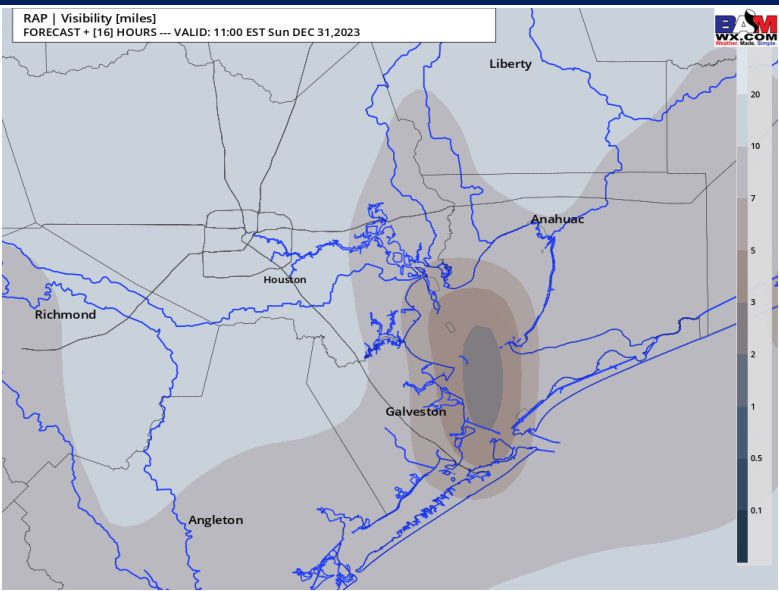 RAP | Visibility [miles]
FORECAST + [16] HOURS --- VALID: 11:00 EST Sun DEC 31,2023
BAM
WX.COM
Weather. Made. Simple.
Liberty
20
10
7
Anahuac
5
Houston
3
Richmond
2
1
Galveston
0.5
0.1
Angleton